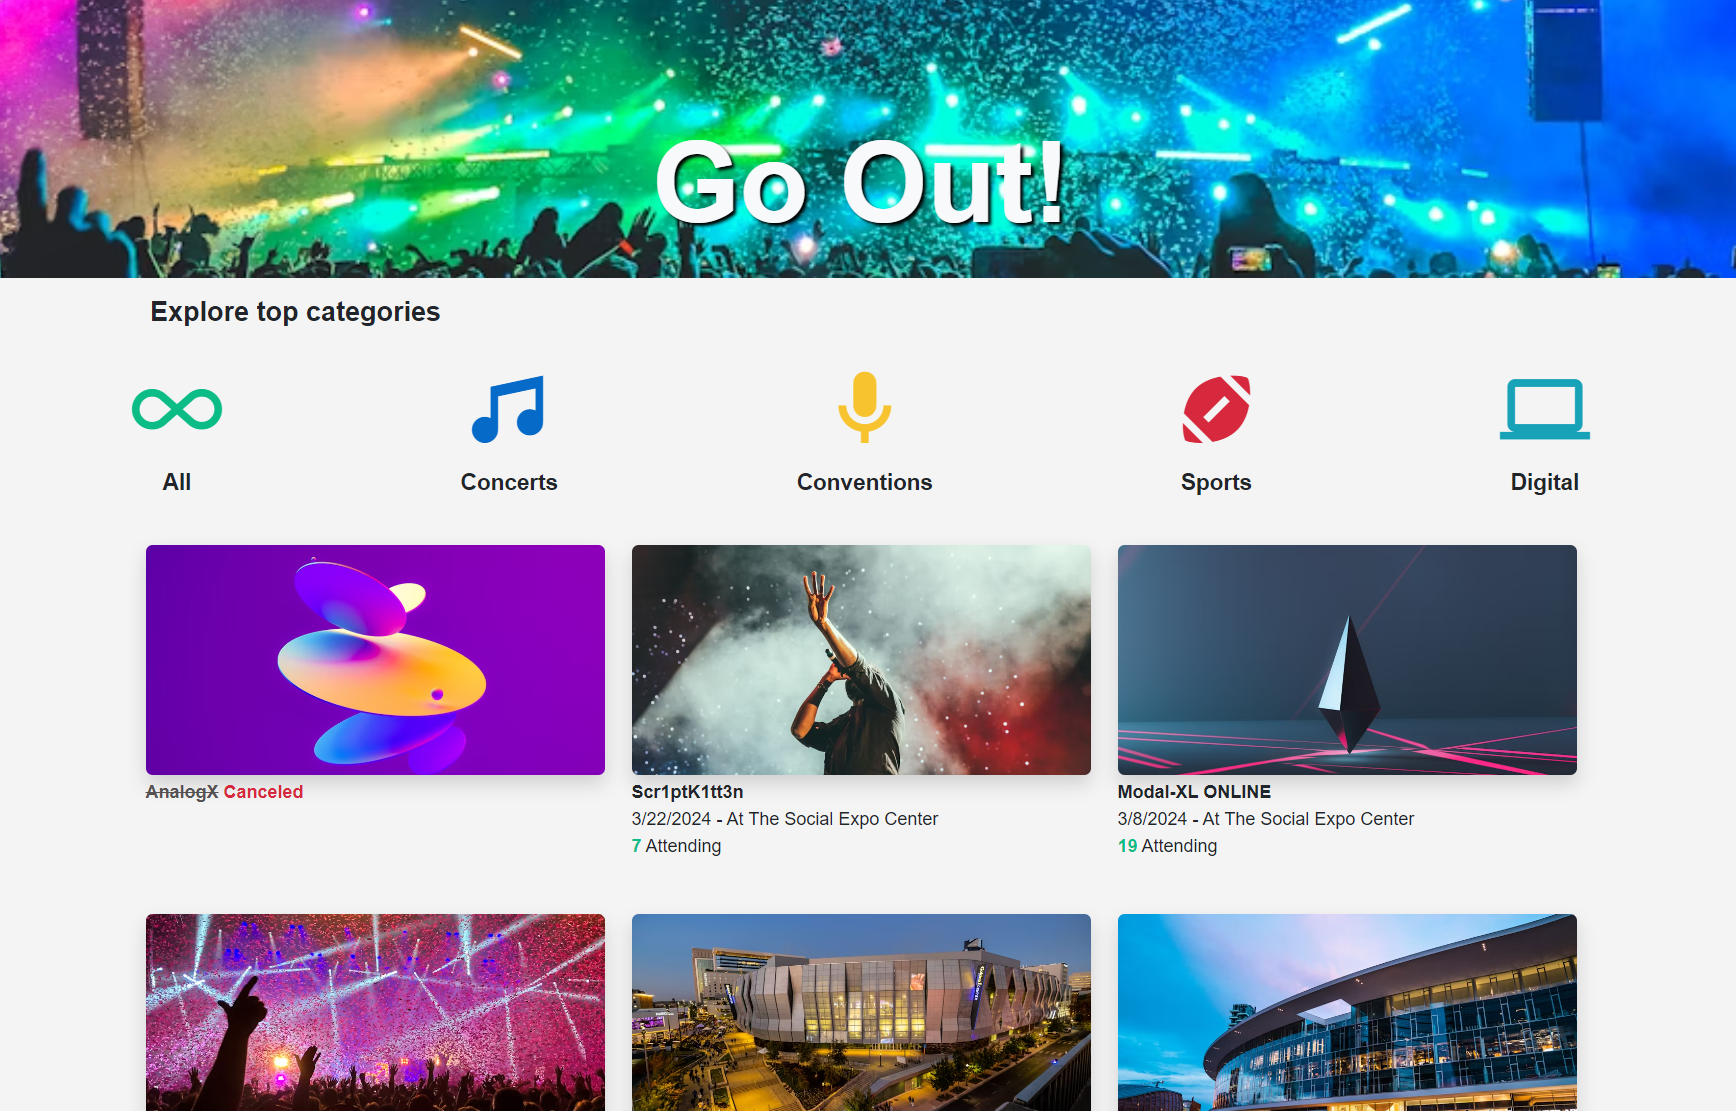 Go Out!
Explore top categories
All
Concerts
Conventions
Sports
Digital
AnalogX Canceled
Scr1ptK1tt3n
3/22/2024 - At The Social Expo Center
7 Attending
Modal-XL ONLINE
3/8/2024 - At The Social Expo Center
19 Attending